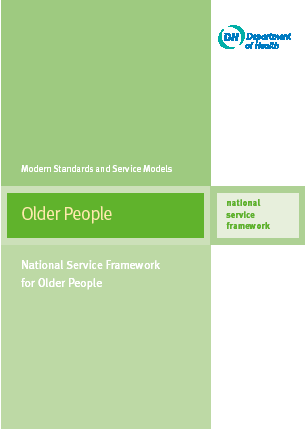 DH Department
of Health
Modern Standards and Service Models
Older People
national
service
framework
National Service Framework
for Older People